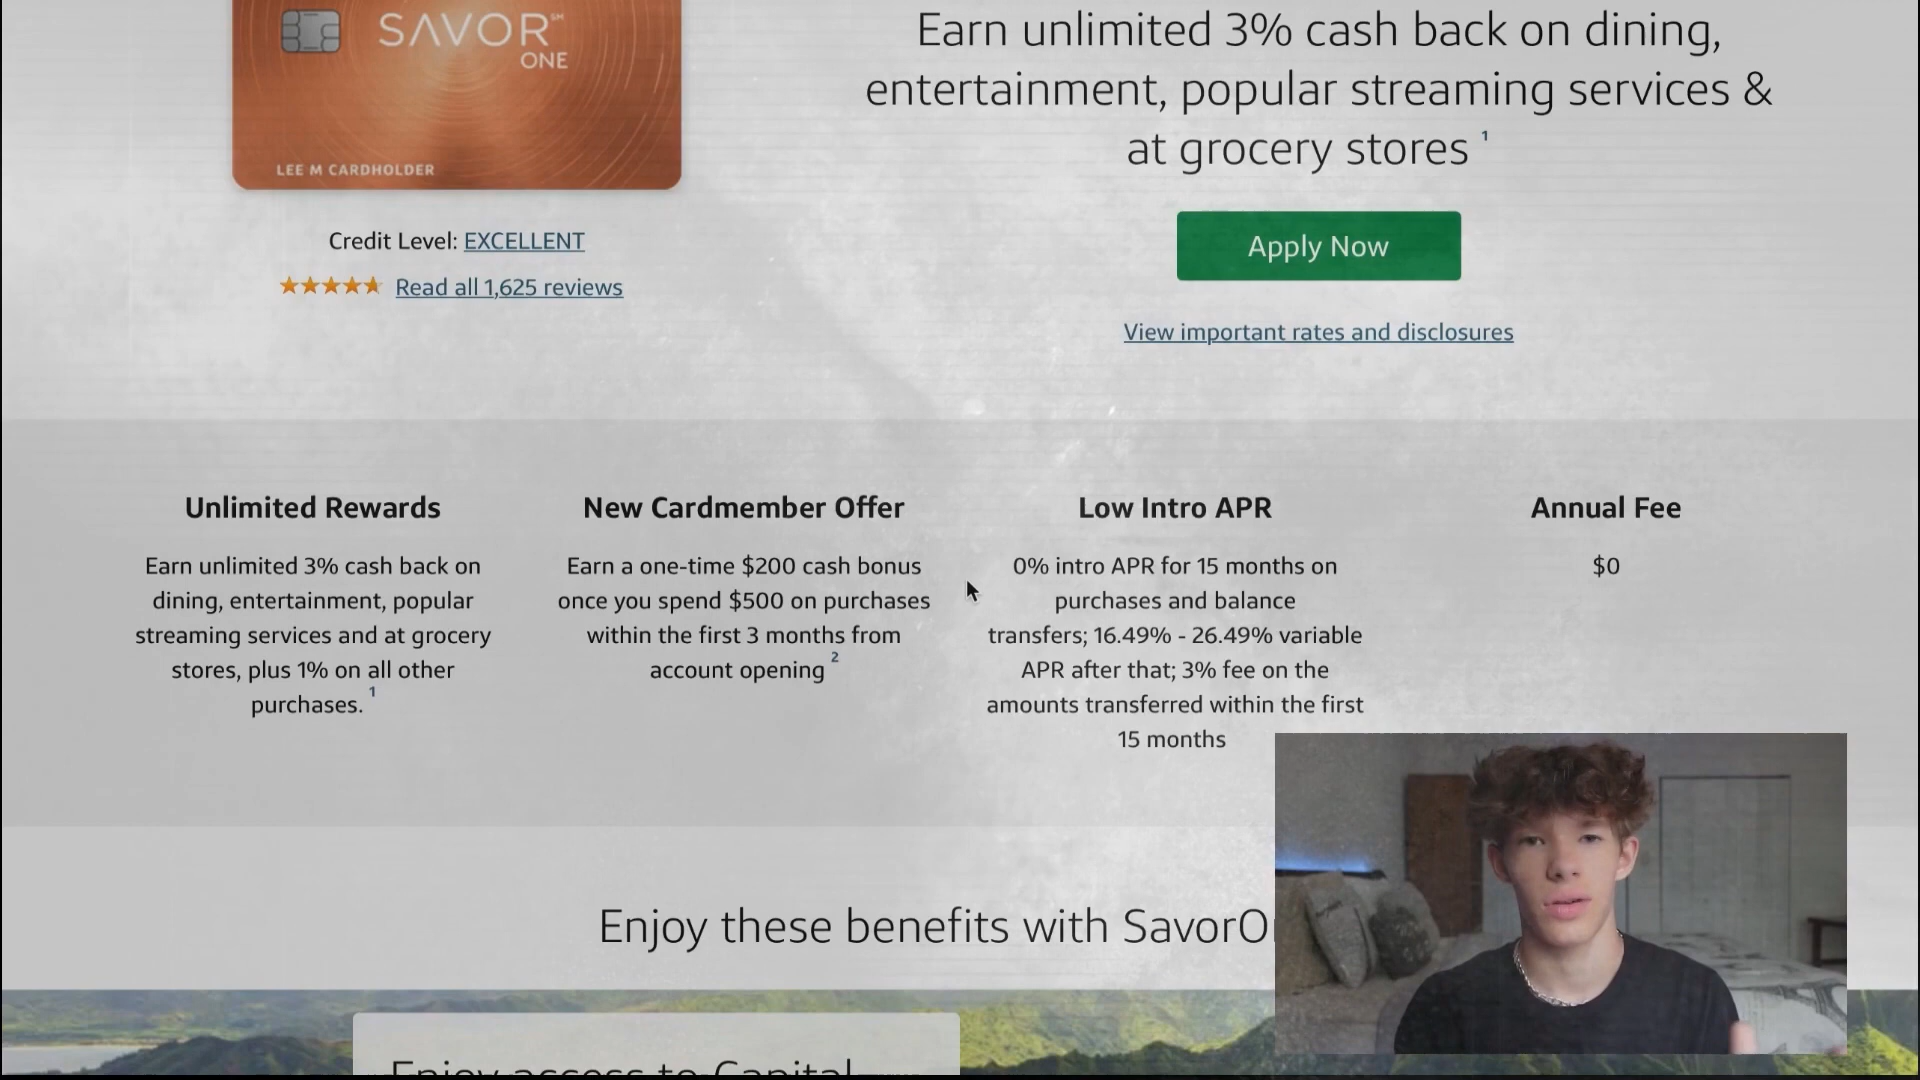 SAVOR℠
ONE
LEE M CARDHOLDER
Credit Level: EXCELLENT
Read all 1,625 reviews
Earn unlimited 3% cash back on dining,
entertainment, popular streaming services &
at grocery stores 1
Apply Now
View important rates and disclosures
Unlimited Rewards
Earn unlimited 3% cash back on
dining, entertainment, popular
streaming services and at grocery
stores, plus 1% on all other
purchases. 1
New Cardmember Offer
Earn a one-time $200 cash bonus
once you spend $500 on purchases
within the first 3 months from
account opening 2
Low Intro APR
0% intro APR for 15 months on
purchases and balance
transfers; 16.49% - 26.49% variable
APR after that; 3% fee on the
amounts transferred within the first
15 months
Annual Fee
$0
Enjoy these benefits with SavorO
Enjoy access to Capital